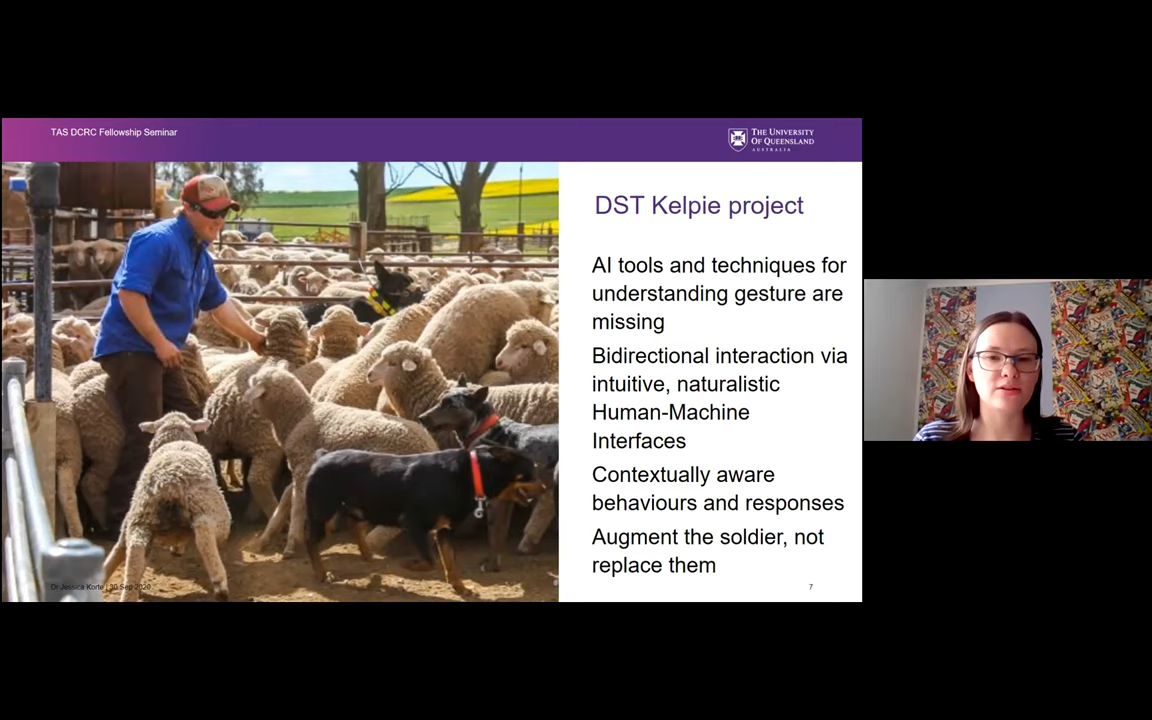 TAS DCRC Fellowship Seminar
THE UNIVERSITY
OF QUEENSLAND
AUSTRALIA
DST Kelpie project
AI tools and techniques for
understanding gesture are
missing
Bidirectional interaction via
intuitive, naturalistic
Human-Machine
Interfaces
Contextually aware
behaviours and responses
Augment the soldier, not
replace them
Dr Jessica Korte | 30 Sep 2020
7